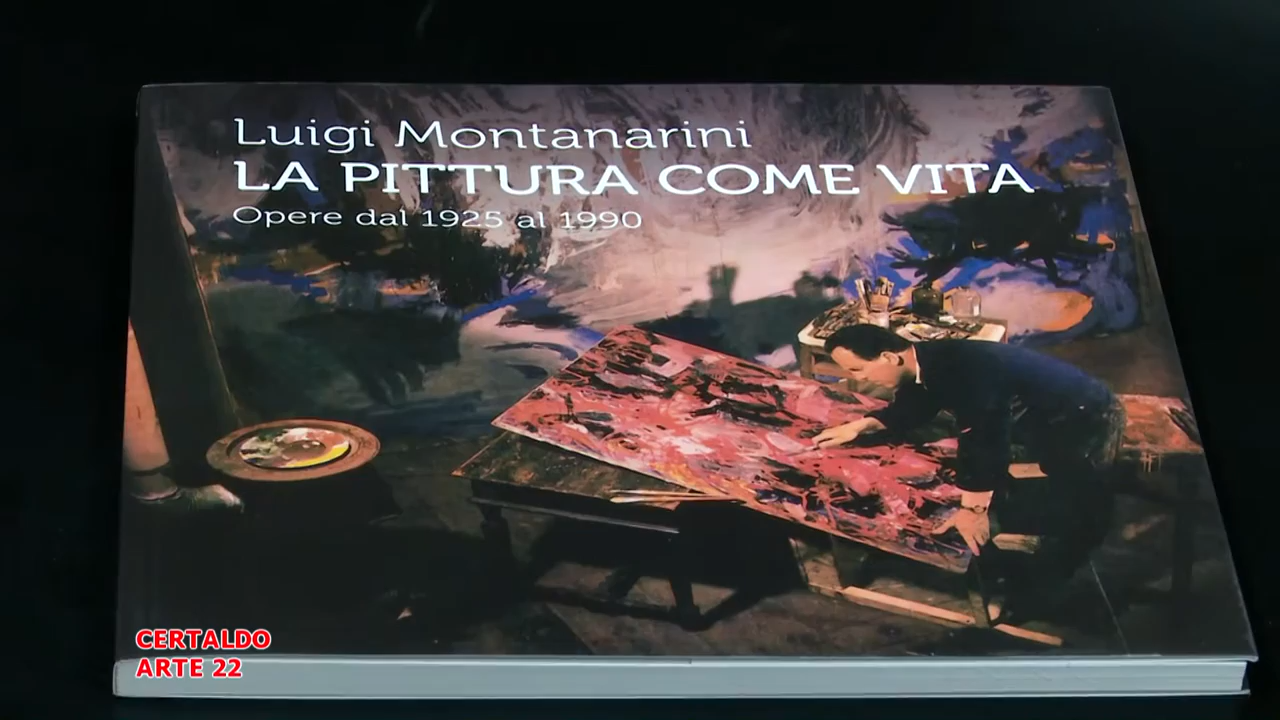 Luigi Montanarini
LA PITTURA COME VITA
Opere dal 1925 al 1990
CERTALDO
ARTE 22